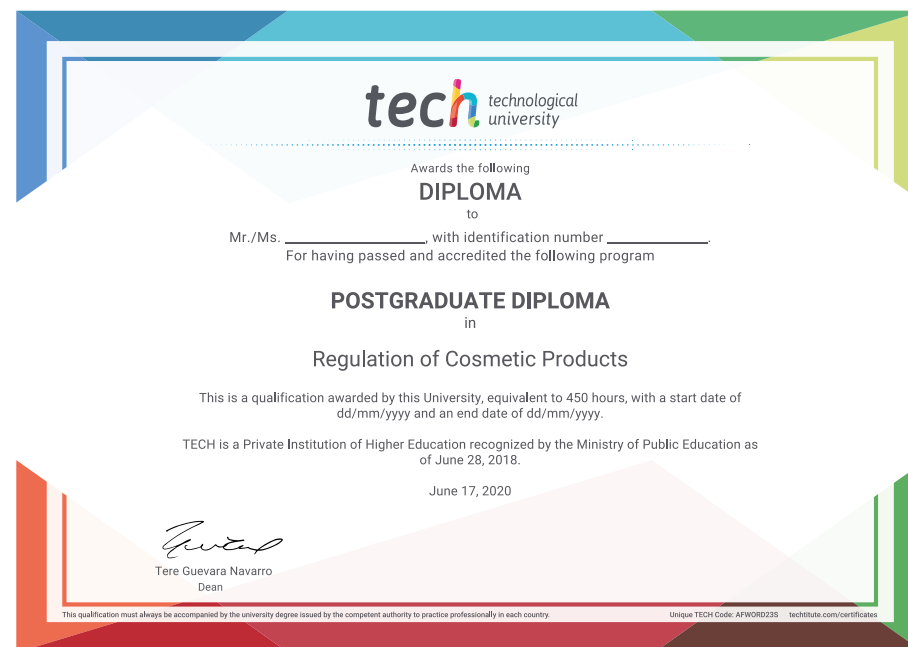 tech technological
university
Awards the following
DIPLOMA
to
Mr./Ms. ____________________, with identification number ______________.
For having passed and accredited the following program
POSTGRADUATE DIPLOMA
in
Regulation of Cosmetic Products
This is a qualification awarded by this University, equivalent to 450 hours, with a start date of
dd/mm/yyyy and an end date of dd/mm/yyyy.
TECH is a Private Institution of Higher Education recognized by the Ministry of Public Education as
of June 28, 2018.
June 17, 2020
Tere Guevara Navarro
Dean
This qualification must always be accompanied by the university degree issued by the competent authority to practice professionally in each country. Unique TECH Code: AFWORD23S techtitute.com/certificates